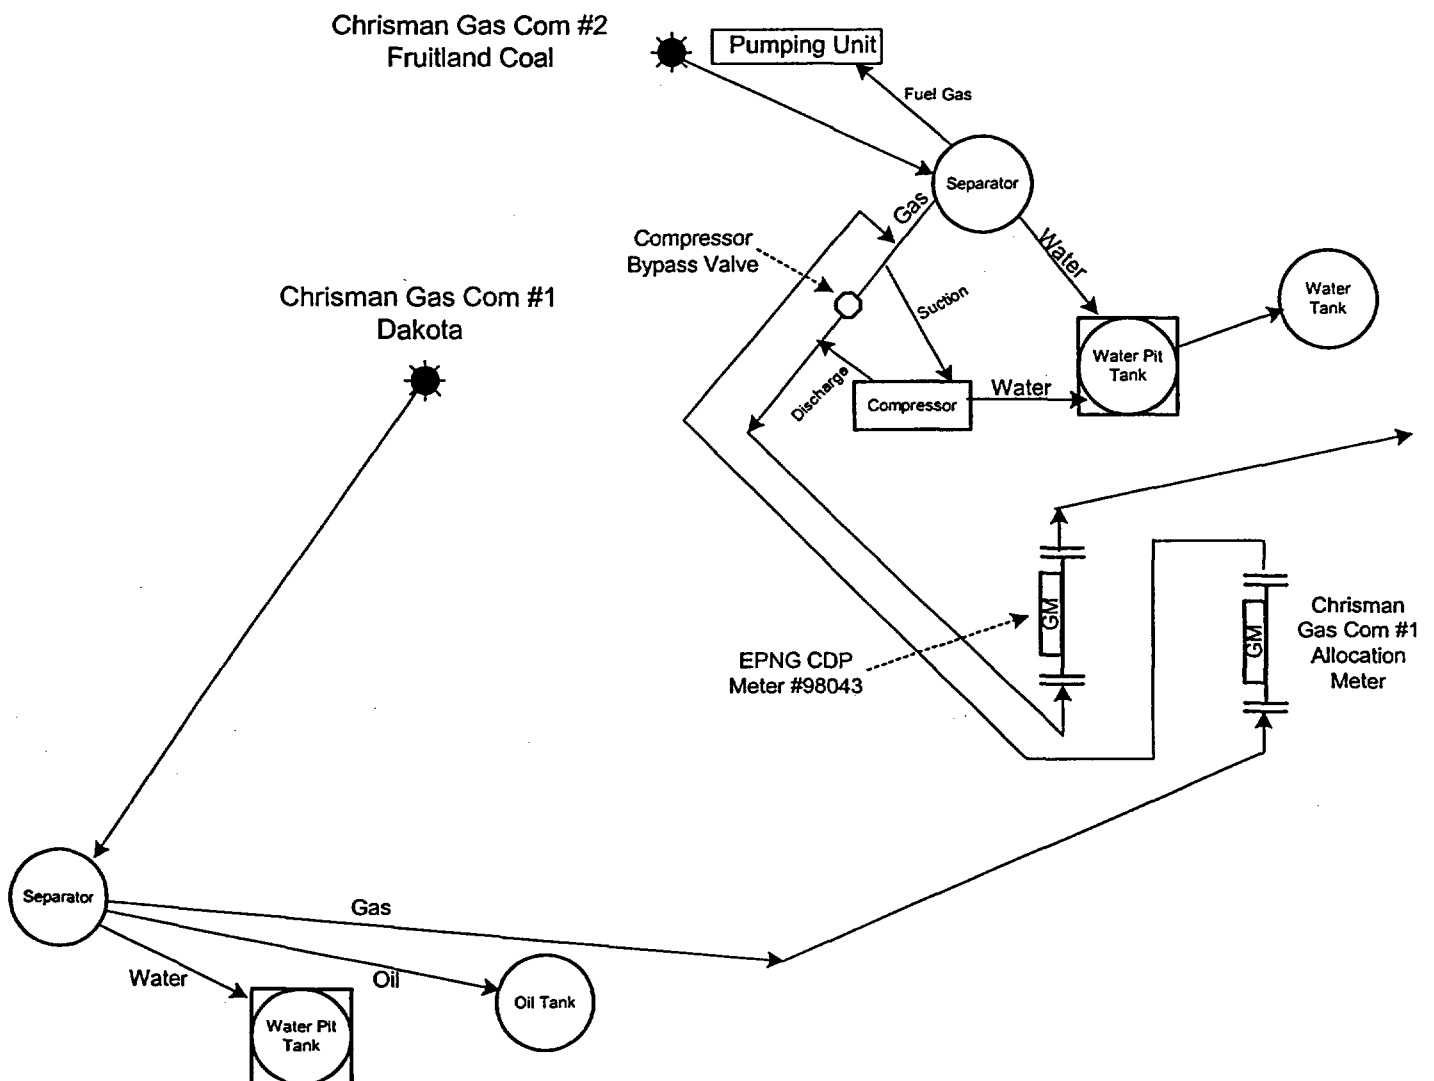 Chrisman Gas Com #2
Fruitland Coal
Pumping Unit
Fuel Gas
Separator
Gas
Water
Compressor
Bypass Valve
Suction
Water
Tank
Chrisman Gas Com #1
Dakota
Water Pit
Tank
Discharge
Compressor
Water
GM
EPNG CDP
Meter #98043
GM
Chrisman
Gas Com #1
Allocation
Meter
Separator
Gas
Water
Oil
Oil Tank
Water Pit
Tank